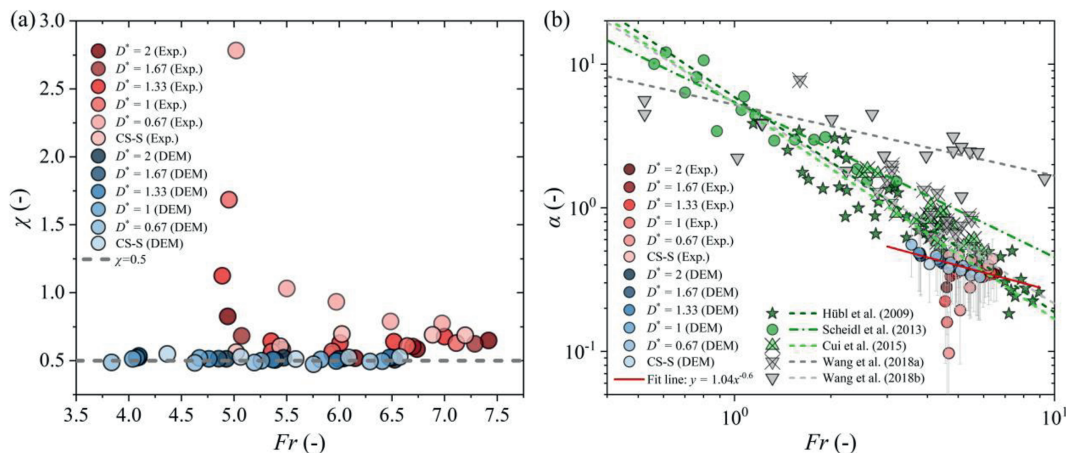 (a)
3.0
2.5
2.0
1.5
1.0
0.5
χ (-)
D* = 2 (Exp.)
D* = 1.67 (Exp.)
D* = 1.33 (Exp.)
D* = 1 (Exp.)
D* = 0.67 (Exp.)
CS-S (Exp.)
D* = 2 (DEM)
D* = 1.67 (DEM)
D* = 1.33 (DEM)
D* = 1 (DEM)
D* = 0.67 (DEM)
CS-S (DEM)
χ=0.5
3.5 4.0 4.5 5.0 5.5 6.0 6.5 7.0 7.5
Fr (-)
(b)
10¹
10⁰
10⁻¹
α (-)
D* = 2 (Exp.)
D* = 1.67 (Exp.)
D* = 1.33 (Exp.)
D* = 1 (Exp.)
D* = 0.67 (Exp.)
CS-S (Exp.)
D* = 2 (DEM)
D* = 1.67 (DEM)
D* = 1.33 (DEM)
D* = 1 (DEM)
D* = 0.67 (DEM)
CS-S (DEM)
Fit line: y = 1.04x⁻⁰·⁶
Hübl et al. (2009)
Scheidl et al. (2013)
Cui et al. (2015)
Wang et al. (2018a)
Wang et al. (2018b)
10⁰ 10¹
Fr (-)